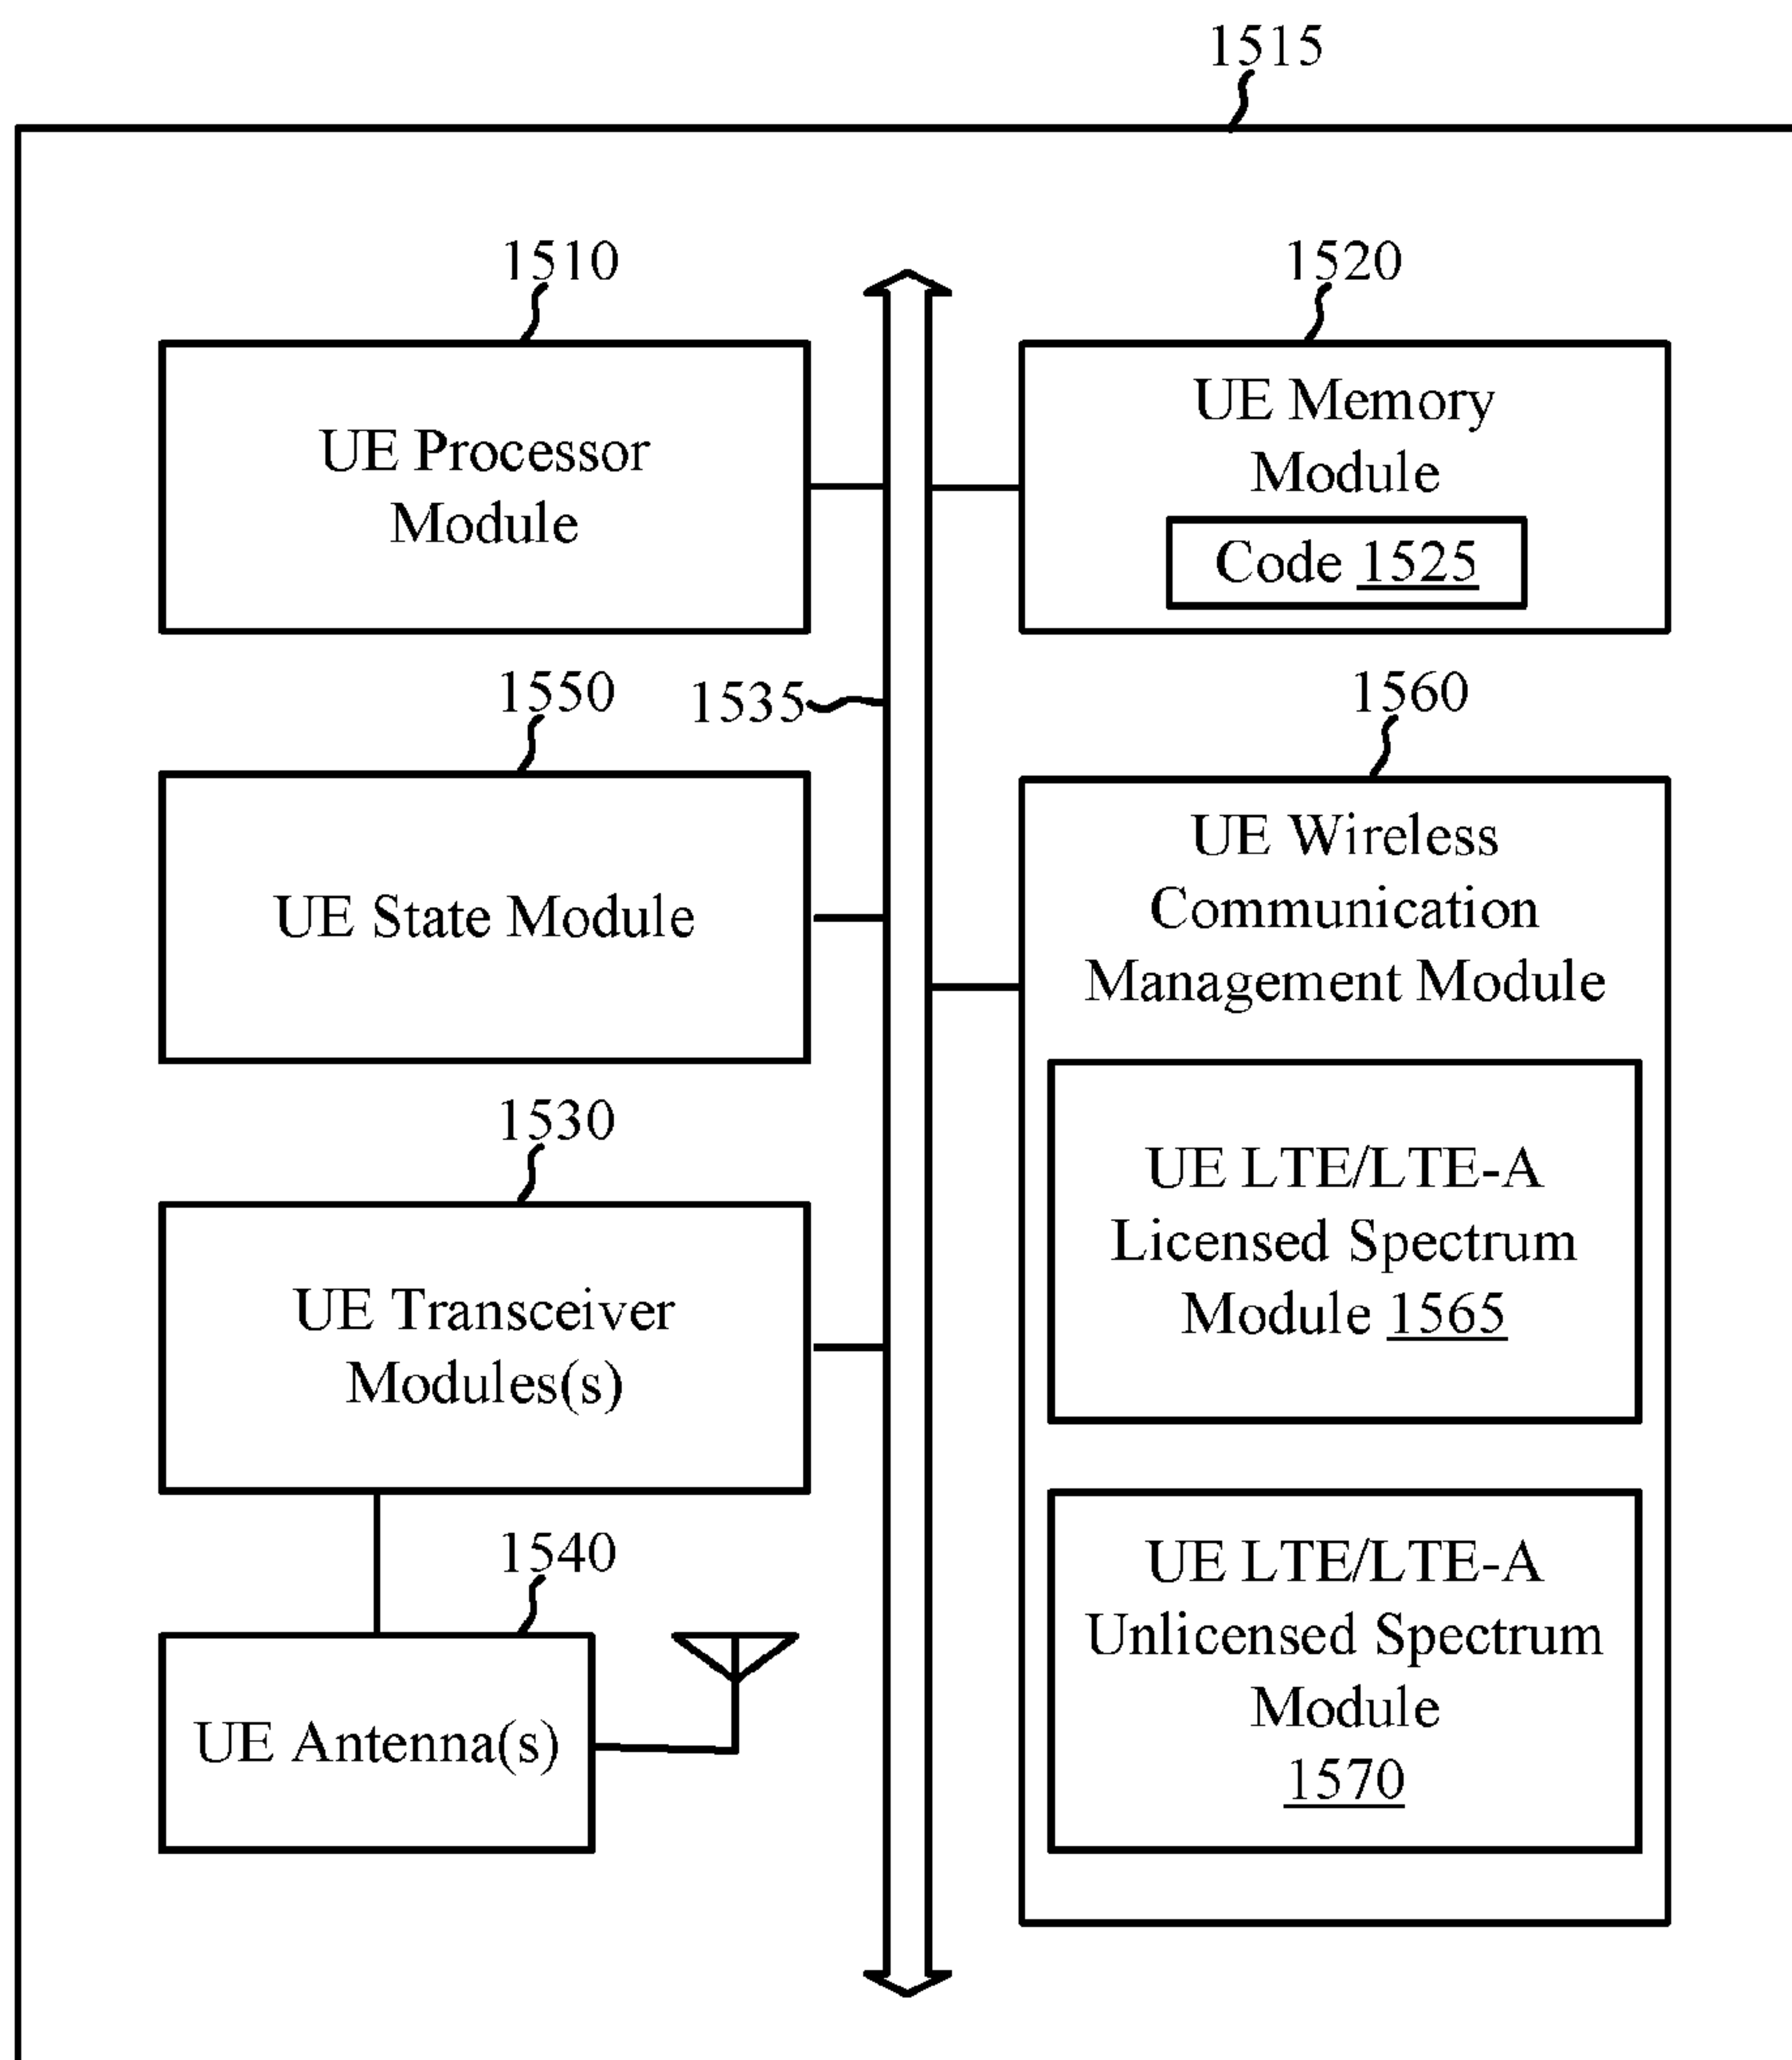 1515
1510
1520
UE Processor
Module
UE Memory
Module
Code 1525
1550
1535
1560
UE State Module
UE Wireless
Communication
Management Module
1530
UE Transceiver
Modules(s)
UE LTE/LTE-A
Licensed Spectrum
Module 1565
1540
UE Antenna(s)
UE LTE/LTE-A
Unlicensed Spectrum
Module
1570